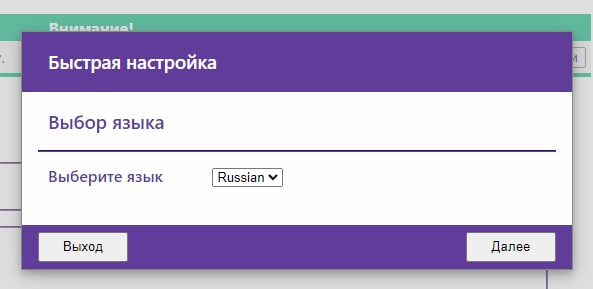 Внимание!
Быстрая настройка
Выбор языка
Выберите язык Russian
Выход Далее